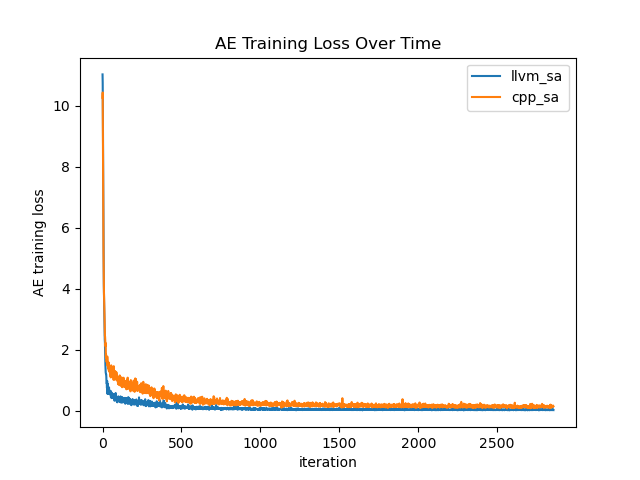 AE Training Loss Over Time
llvm_sa
cpp_sa
AE training loss
10
8
6
4
2
0
0 500 1000 1500 2000 2500
iteration